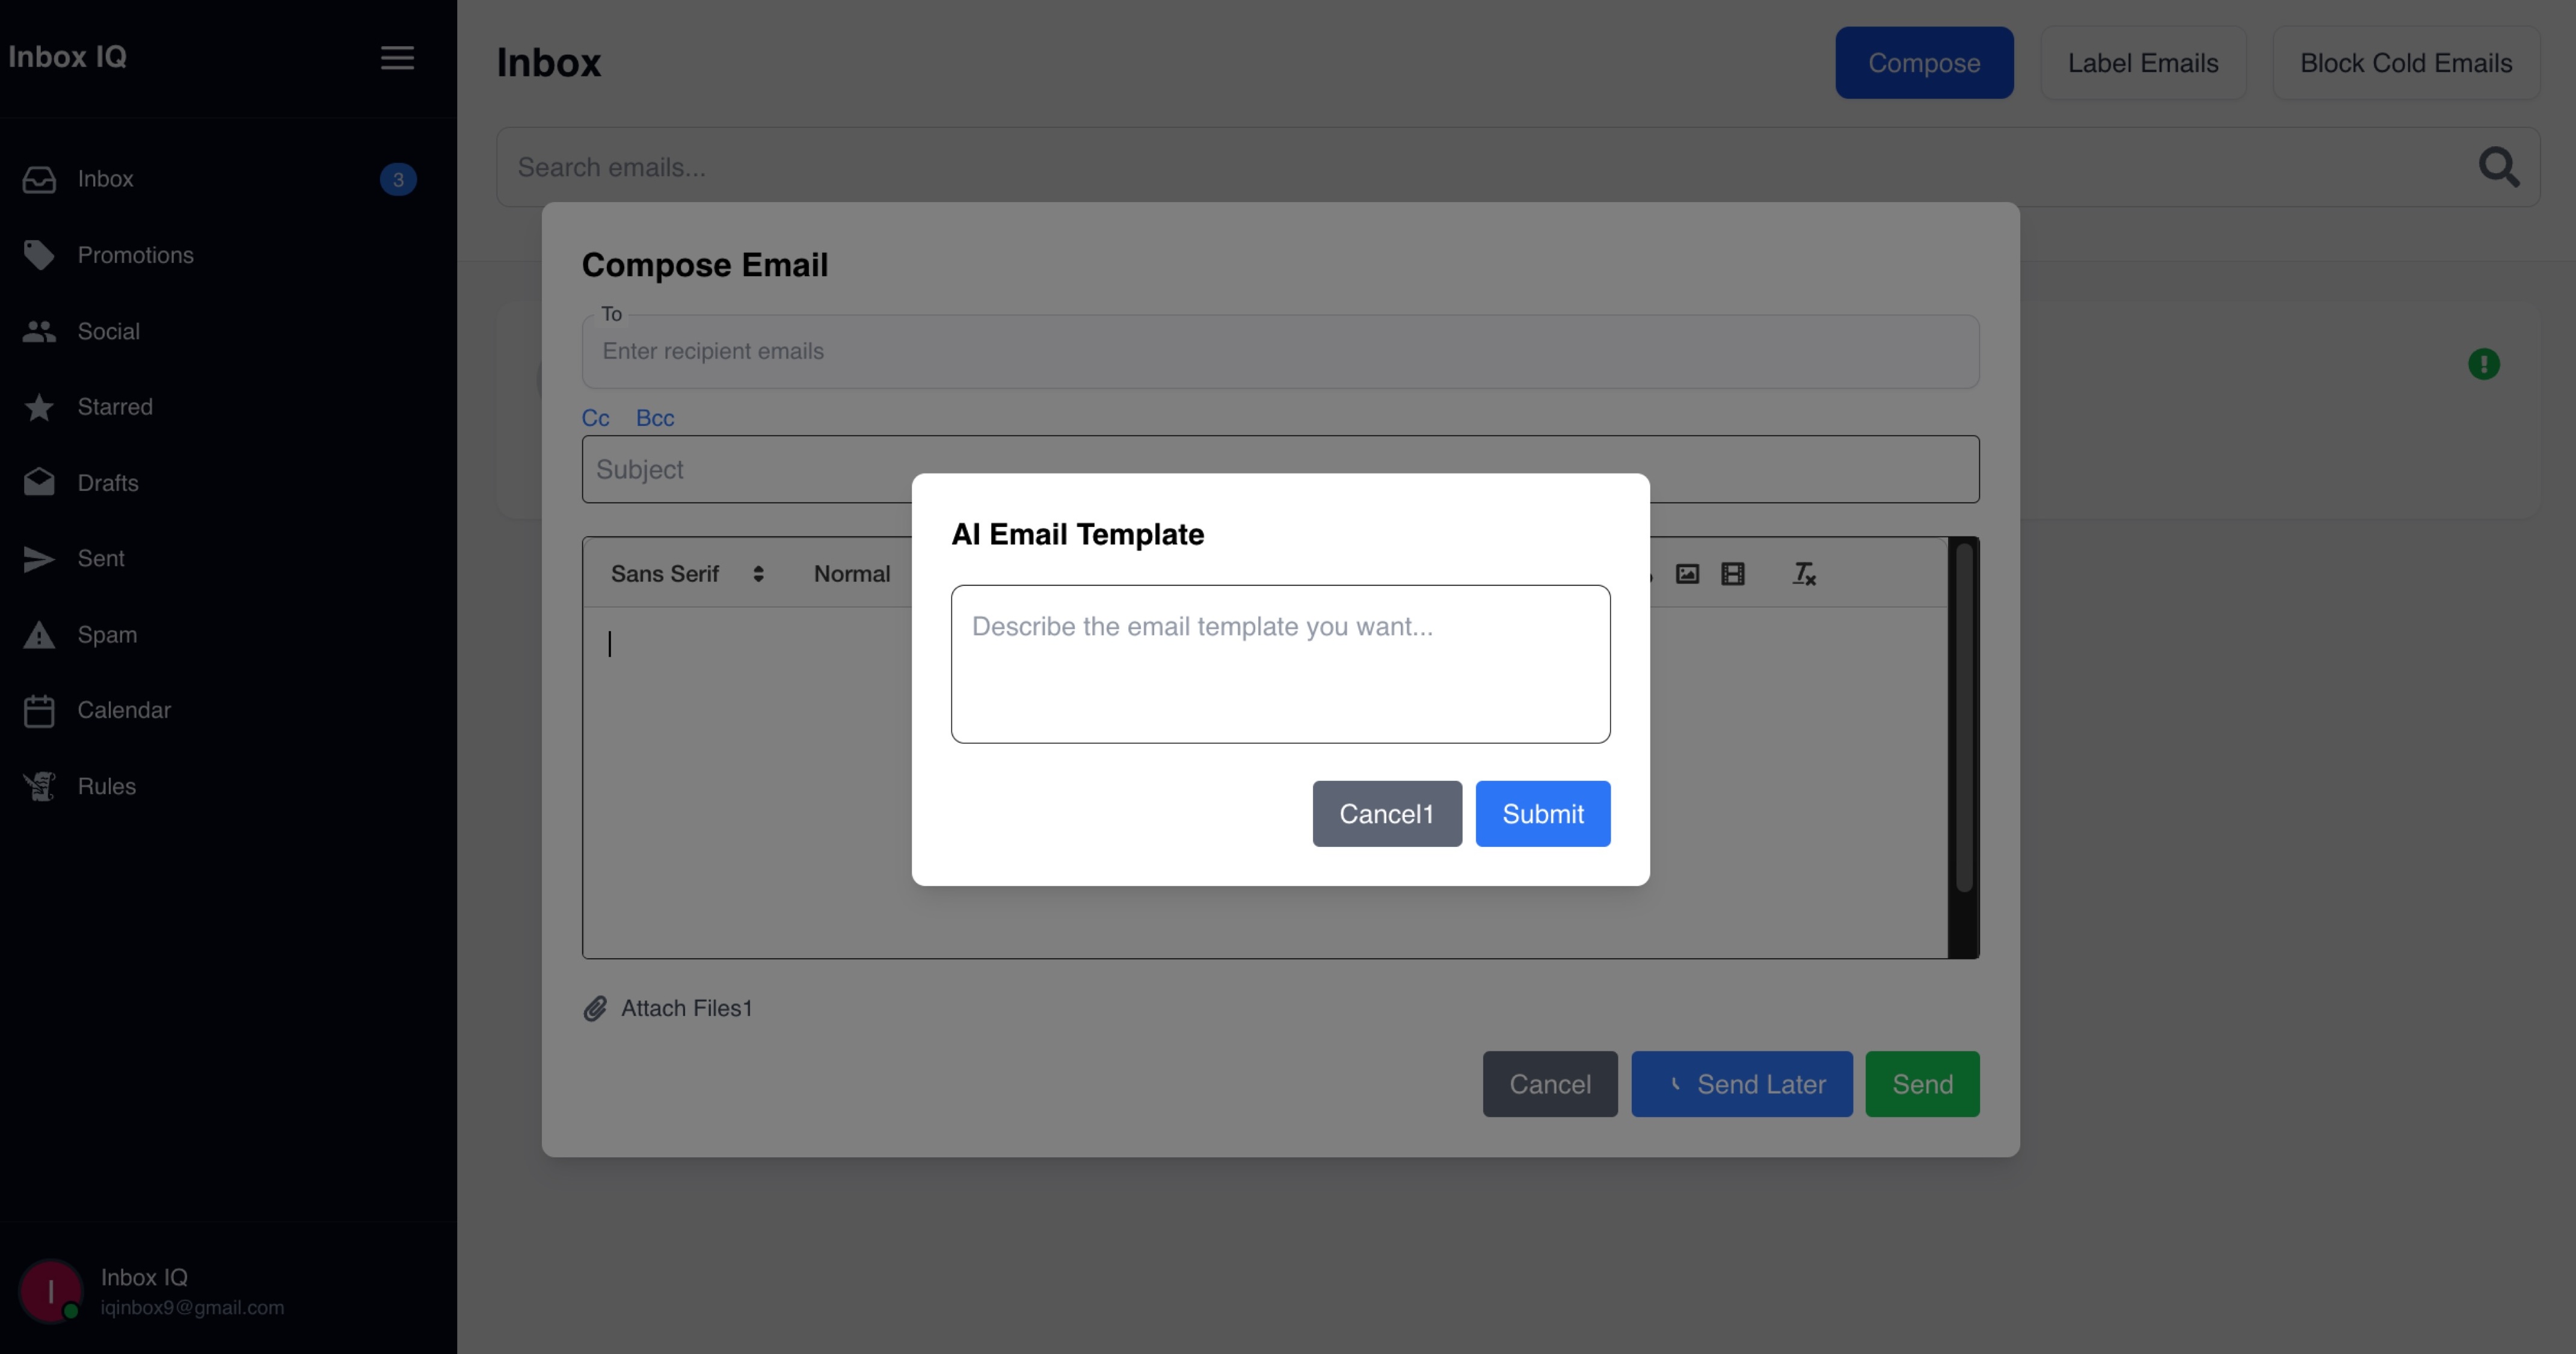 Inbox IQ
Inbox 3
Promotions
Social
Starred
Drafts
Sent
Spam
Calendar
Rules
I
Inbox IQ
iqinbox9@gmail.com
Inbox
Compose Label Emails Block Cold Emails
Search emails...
Compose Email
To
Enter recipient emails
Cc Bcc
Subject
Sans Serif Normal
AI Email Template
Describe the email template you want...
Cancel1 Submit
Attach Files1
Cancel Send Later Send